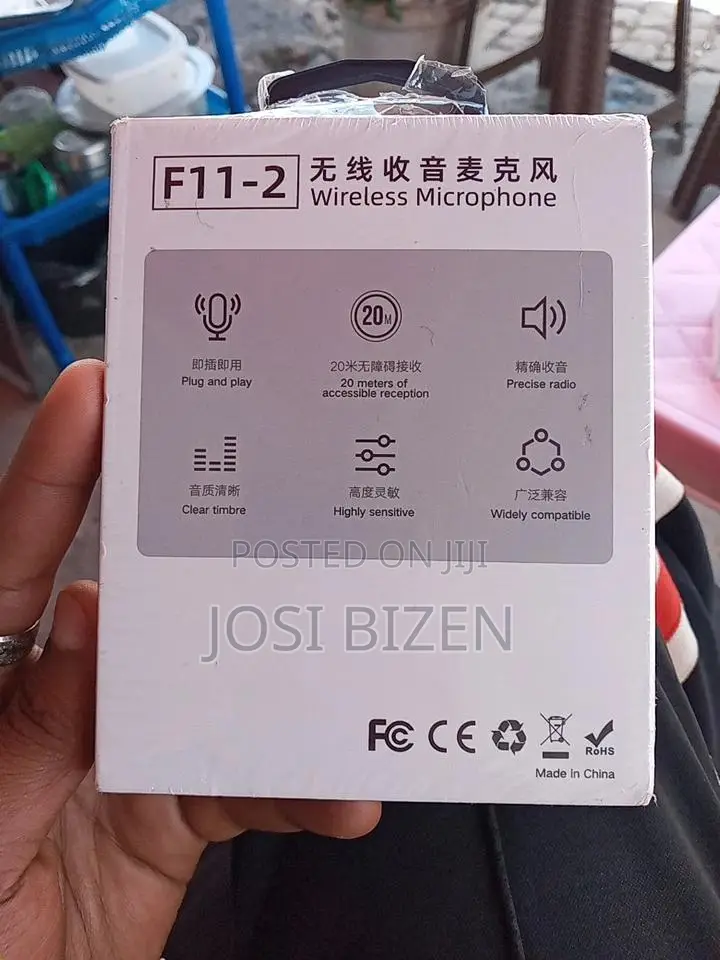 F11-2
无线收音麦克风
Wireless Microphone
20M
即插即用
Plug and play
20米无障碍接收
20 meters of
accessible reception
精确收音
Precise radio
音质清晰
Clear timbre
高度灵敏
Highly sensitive
广泛兼容
Widely compatible
POSTED ON JIJI
JOSI BIZEN
FC CE RoHS
Made in China